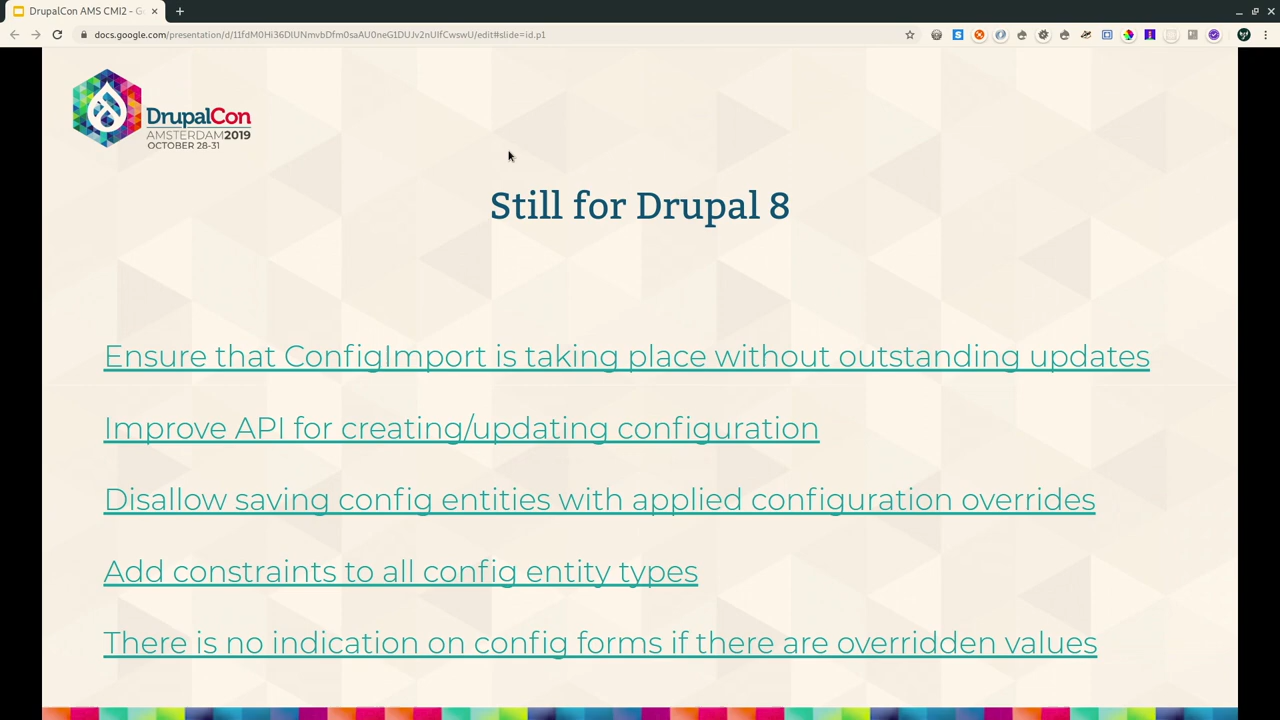 DrupalCon AMS CMI2 - G
docs.google.com/presentation/d/11fdM0Hi36DIUNmvbDfm0saAU0neG1DUJv2nUIfCwswU/edit#slide=id.p1
DrupalCon
AMSTERDAM2019
OCTOBER 28-31
Still for Drupal 8
Ensure that ConfigImport is taking place without outstanding updates
Improve API for creating/updating configuration
Disallow saving config entities with applied configuration overrides
Add constraints to all config entity types
There is no indication on config forms if there are overridden values